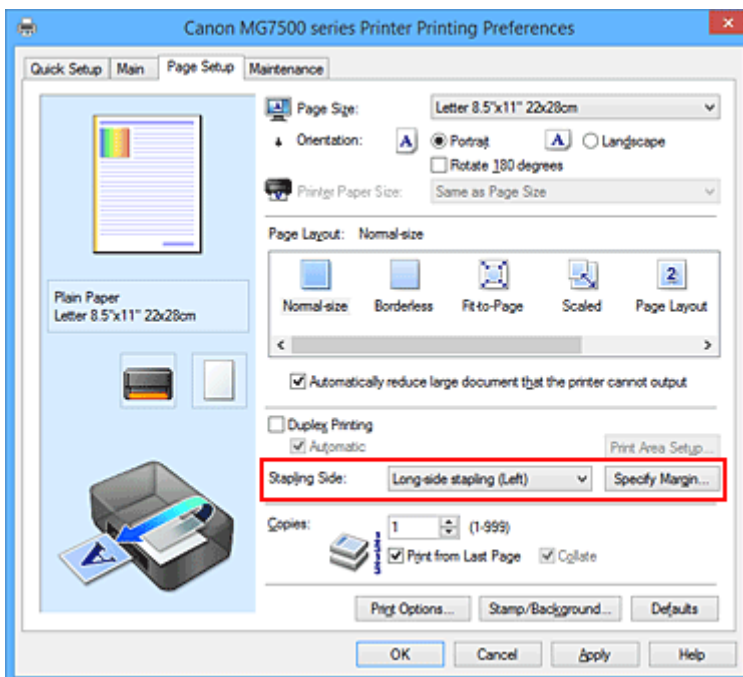 Canon MG7500 series Printer Printing Preferences
Quick Setup Main Page Setup Maintenance
Page Size: Letter 8.5"x11" 22x28cm
Orientation: A Portrait A Landscape
Rotate 180 degrees
Printer Paper Size: Same as Page Size
Page Layout: Normal-size
Normal-size Borderless Fit-to-Page Scaled Page Layout
Plain Paper
Letter 8.5"x11" 22x28cm
Automatically reduce large document that the printer cannot output
Duplex Printing
Automatic Print Area Setup...
Stapling Side: Long-side stapling (Left) Specify Margin...
Copies: 1 (1-999)
Print from Last Page Collate
Print Options... Stamp/Background... Defaults
OK Cancel Apply Help